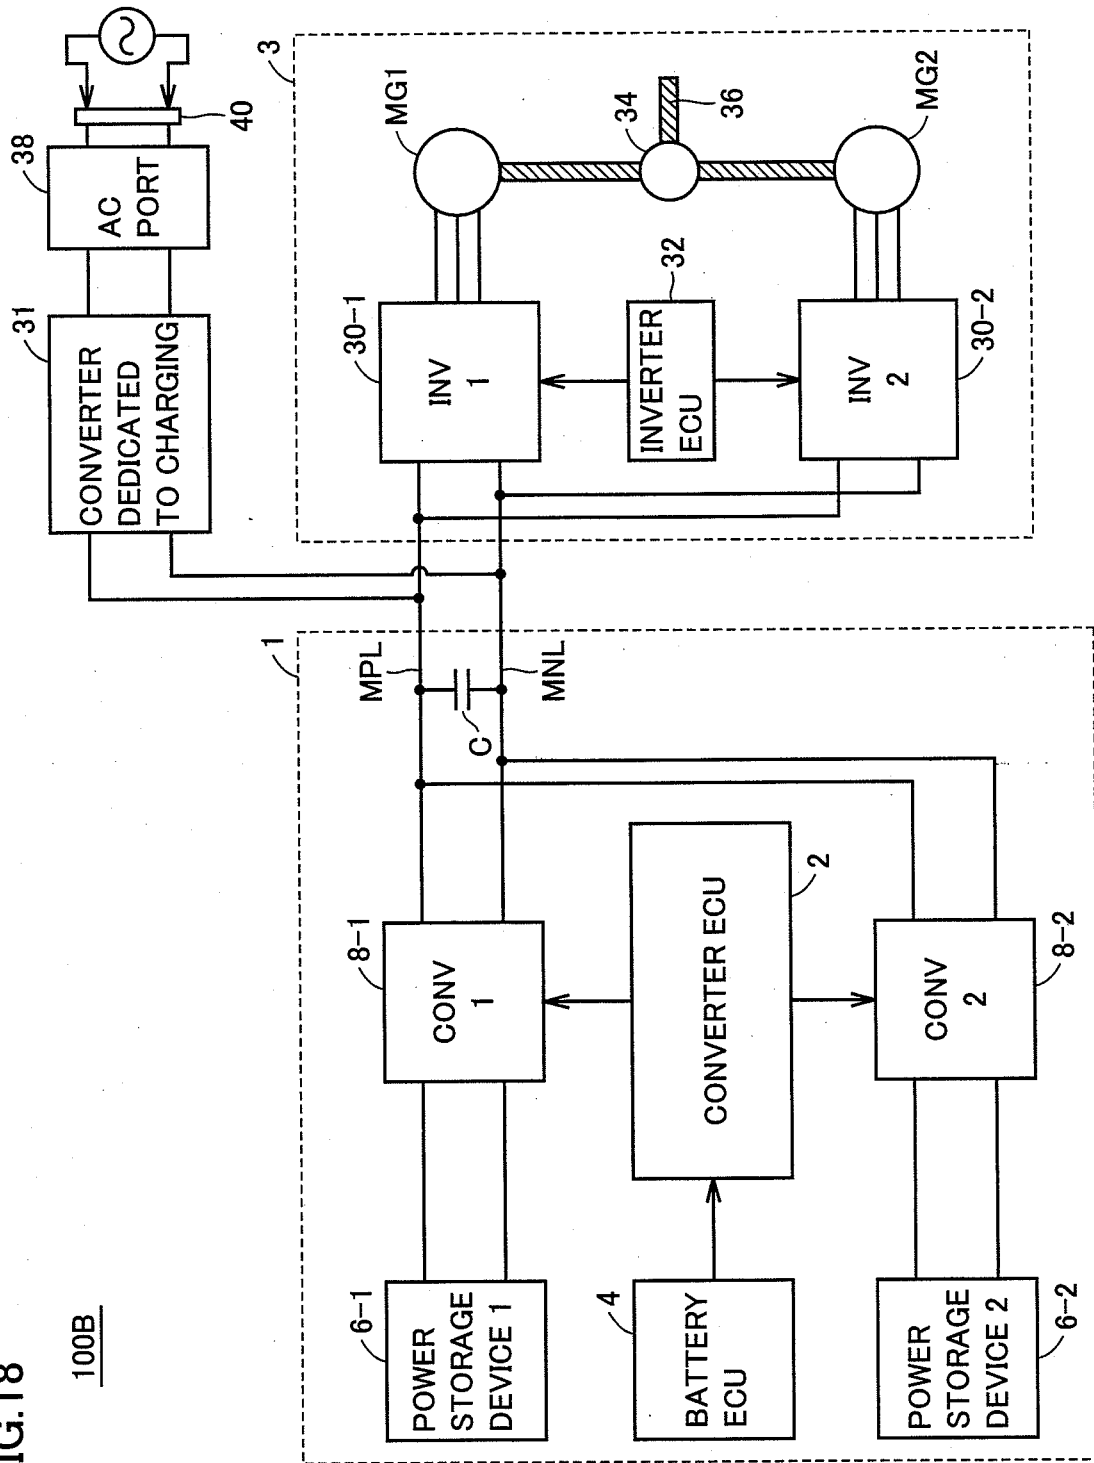 IG.18
100B
38
AC
PORT
40
31
CONVERTER
DEDICATED
TO CHARGING
3
MG1
34
36
MG2
30-1
INV
1
32
INVERTER
ECU
INV
2
30-2
1
MPL
MNL
C
8-1
CONV
1
CONVERTER ECU
2
CONV
2
8-2
6-1
POWER
STORAGE
DEVICE 1
4
BATTERY
ECU
POWER
STORAGE
DEVICE 2
6-2